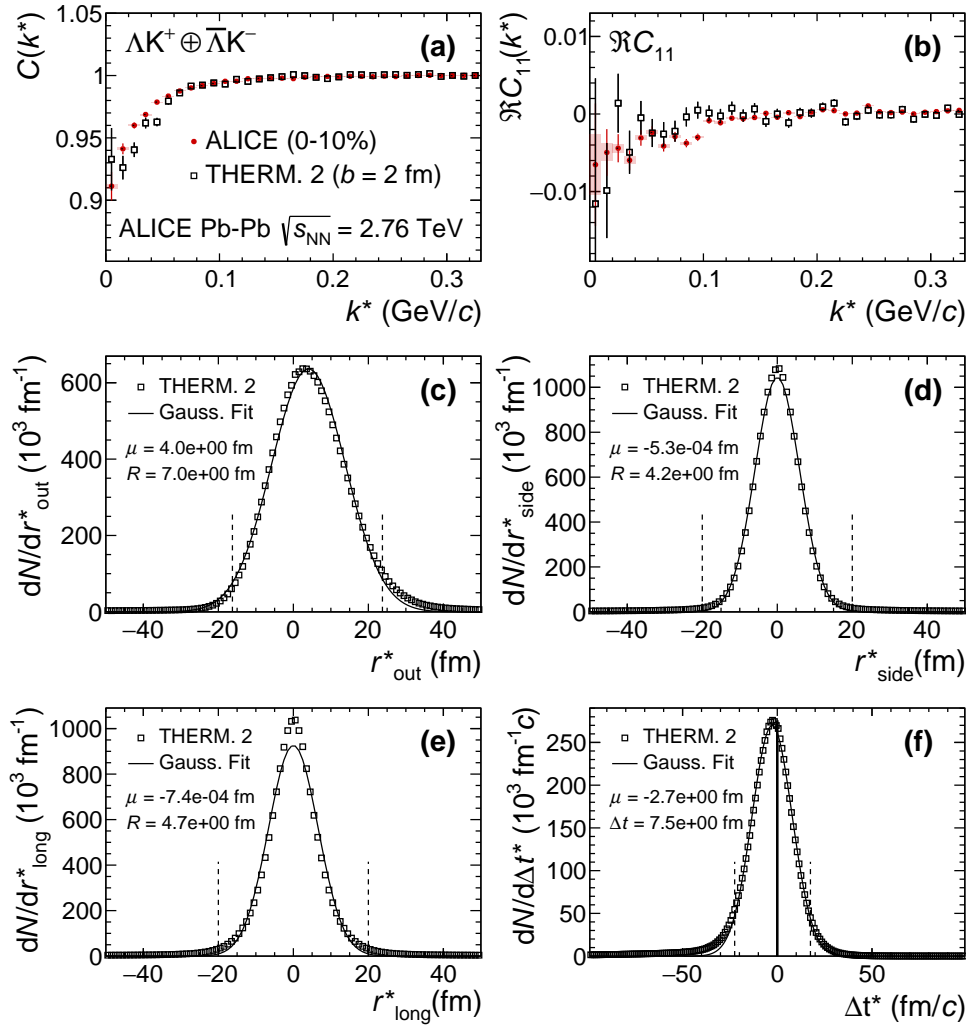 C(k*)
1.05
1
0.95
0.9
ΛK⁺ ⊕ Λ̄K⁻
(a)
ALICE (0-10%)
THERM. 2 (b = 2 fm)
ALICE Pb-Pb √s_NN = 2.76 TeV
0 0.1 0.2 0.3
k* (GeV/c)
ℜC₁₁(k*)
0.01
0
−0.01
ℜC₁₁
(b)
0 0.1 0.2 0.3
k* (GeV/c)
dN/dr*_out (10³ fm⁻¹)
600
400
200
0
THERM. 2
Gauss. Fit
μ = 4.0e+00 fm
R = 7.0e+00 fm
(c)
−40 −20 0 20 40
r*_out (fm)
dN/dr*_side (10³ fm⁻¹)
1000
800
600
400
200
0
THERM. 2
Gauss. Fit
μ = -5.3e-04 fm
R = 4.2e+00 fm
(d)
−40 −20 0 20 40
r*_side (fm)
dN/dr*_long (10³ fm⁻¹)
1000
800
600
400
200
0
THERM. 2
Gauss. Fit
μ = -7.4e-04 fm
R = 4.7e+00 fm
(e)
−40 −20 0 20 40
r*_long (fm)
dN/dΔt* (10³ fm⁻¹c)
250
200
150
100
50
0
THERM. 2
Gauss. Fit
μ = -2.7e+00 fm
Δt = 7.5e+00 fm
(f)
−50 0 50
Δt* (fm/c)